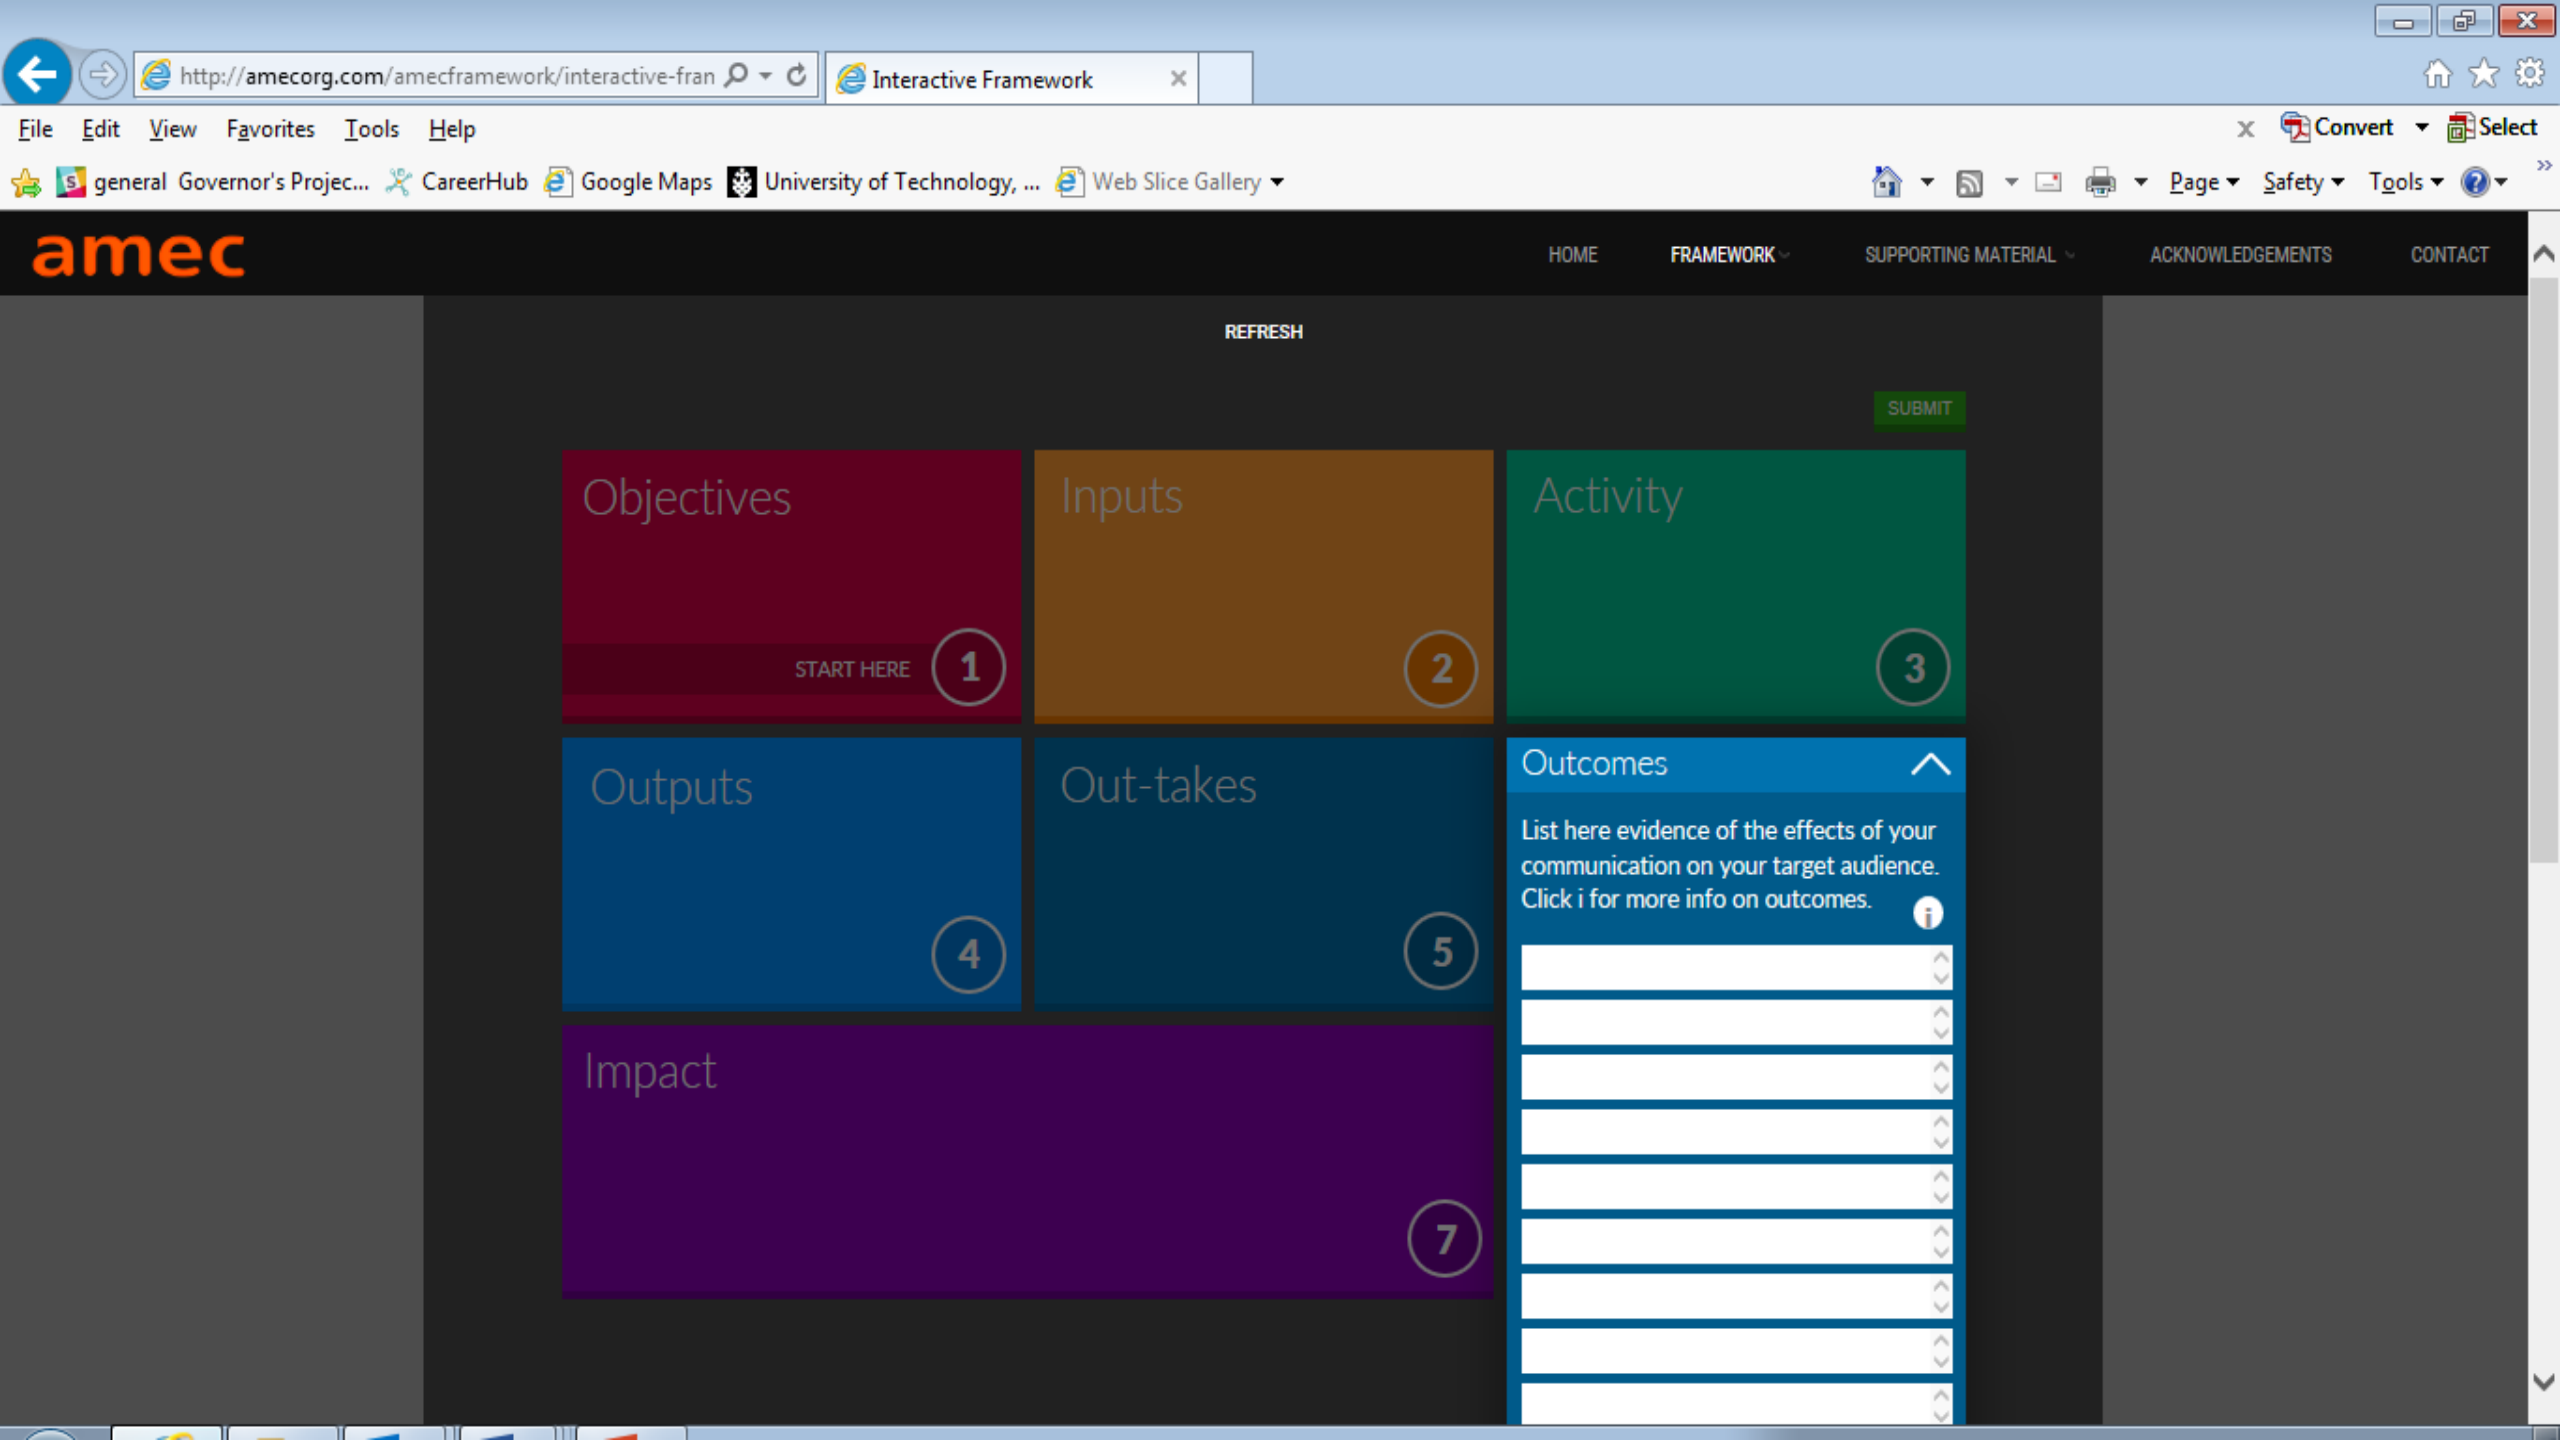 http://amecorg.com/amecframework/interactive-fran
Interactive Framework
File Edit View Favorites Tools Help
Convert Select
general Governor's Projec... CareerHub Google Maps University of Technology, ... Web Slice Gallery
Page Safety Tools
amec
HOME FRAMEWORK SUPPORTING MATERIAL ACKNOWLEDGEMENTS CONTACT
REFRESH
SUBMIT
Objectives
START HERE 1
Inputs
2
Activity
3
Outputs
4
Out-takes
5
Outcomes
List here evidence of the effects of your
communication on your target audience.
Click i for more info on outcomes.
i
Impact
7